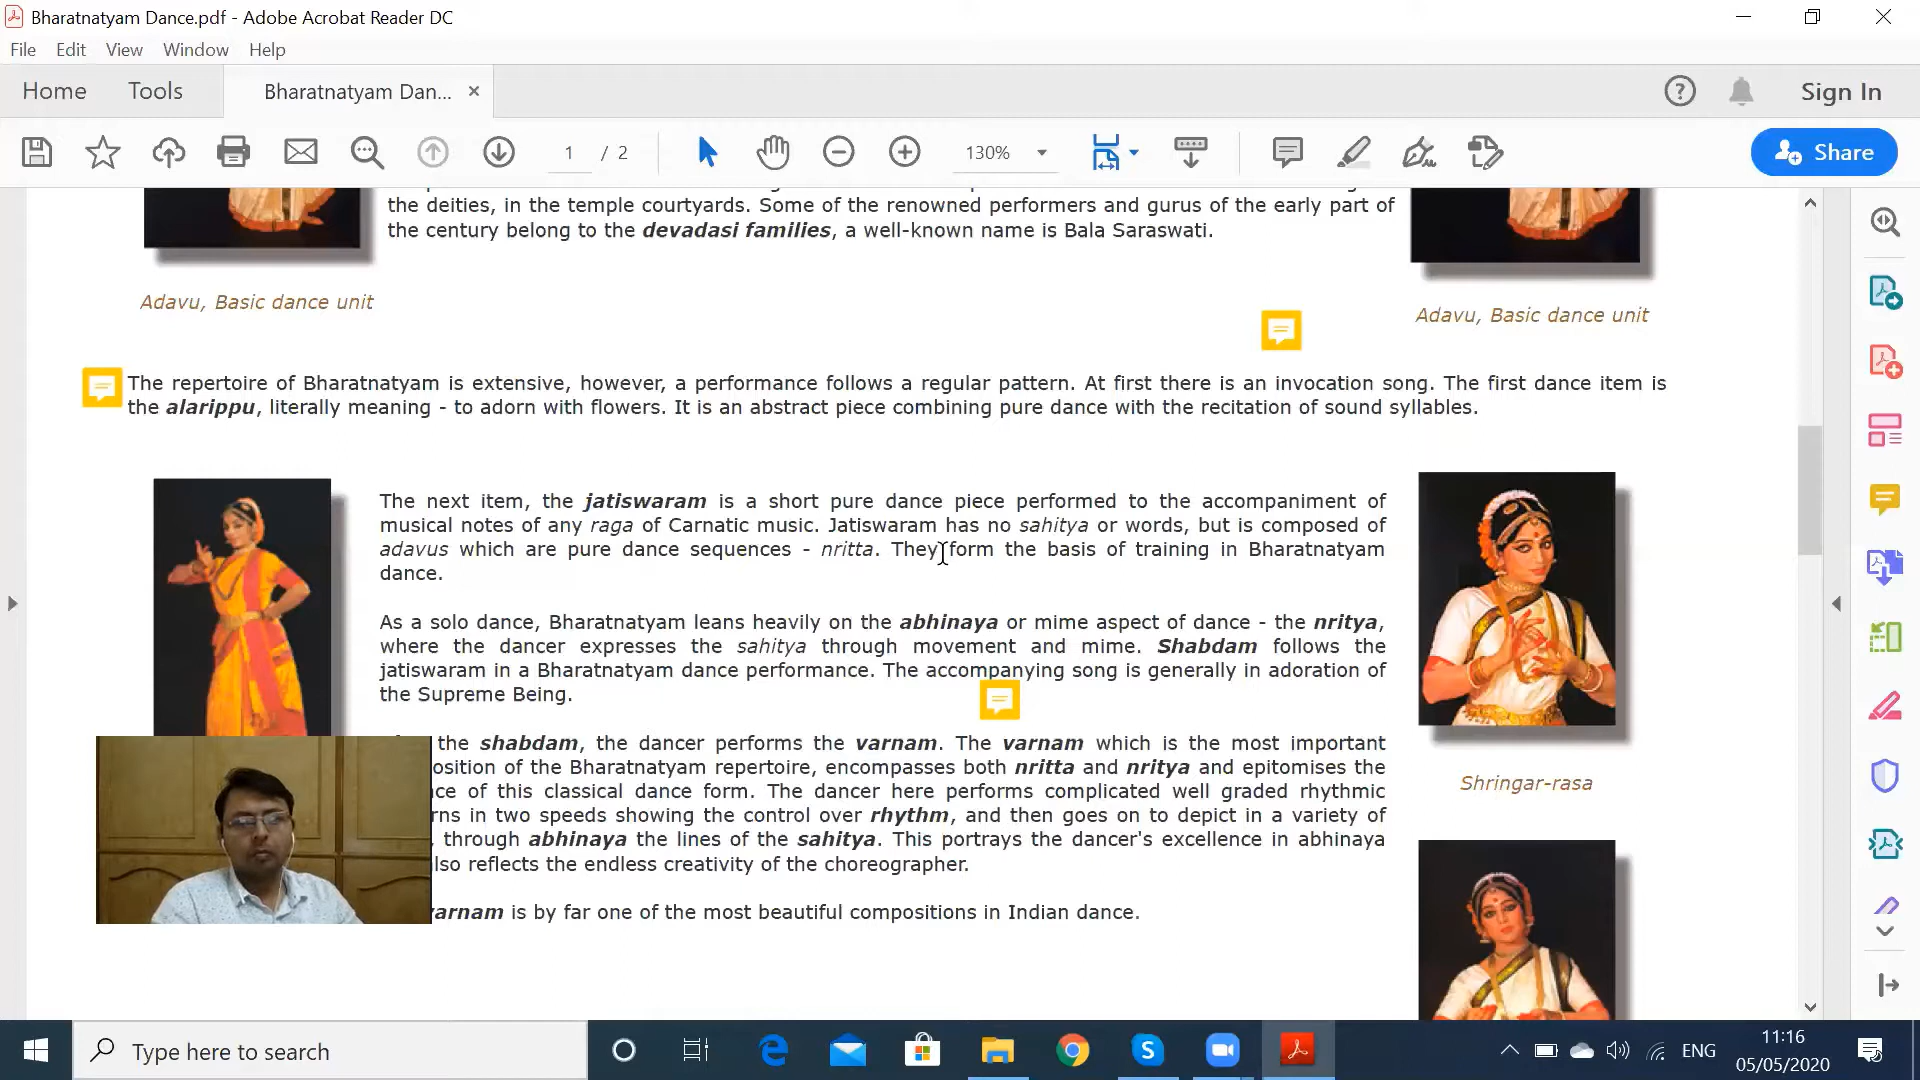 Bharatnatyam Dance.pdf - Adobe Acrobat Reader DC
File Edit View Window Help
Home Tools Bharatnatyam Dan... × Sign In
1 / 2 130% Share
the deities, in the temple courtyards. Some of the renowned performers and gurus of the early part of
the century belong to the devadasi families, a well-known name is Bala Saraswati.
Adavu, Basic dance unit
Adavu, Basic dance unit
The repertoire of Bharatnatyam is extensive, however, a performance follows a regular pattern. At first there is an invocation song. The first dance item is
the alarippu, literally meaning - to adorn with flowers. It is an abstract piece combining pure dance with the recitation of sound syllables.
The next item, the jatiswaram is a short pure dance piece performed to the accompaniment of
musical notes of any raga of Carnatic music. Jatiswaram has no sahitya or words, but is composed of
adavus which are pure dance sequences - nritta. They form the basis of training in Bharatnatyam
dance.
As a solo dance, Bharatnatyam leans heavily on the abhinaya or mime aspect of dance - the nritya,
where the dancer expresses the sahitya through movement and mime. Shabdam follows the
jatiswaram in a Bharatnatyam dance performance. The accompanying song is generally in adoration of
the Supreme Being.
the shabdam, the dancer performs the varnam. The varnam which is the most important
osition of the Bharatnatyam repertoire, encompasses both nritta and nritya and epitomises the
ce of this classical dance form. The dancer here performs complicated well graded rhythmic
rns in two speeds showing the control over rhythm, and then goes on to depict in a variety of
, through abhinaya the lines of the sahitya. This portrays the dancer's excellence in abhinaya
lso reflects the endless creativity of the choreographer.
varnam is by far one of the most beautiful compositions in Indian dance.
Shringar-rasa
Type here to search
ENG
11:16
05/05/2020